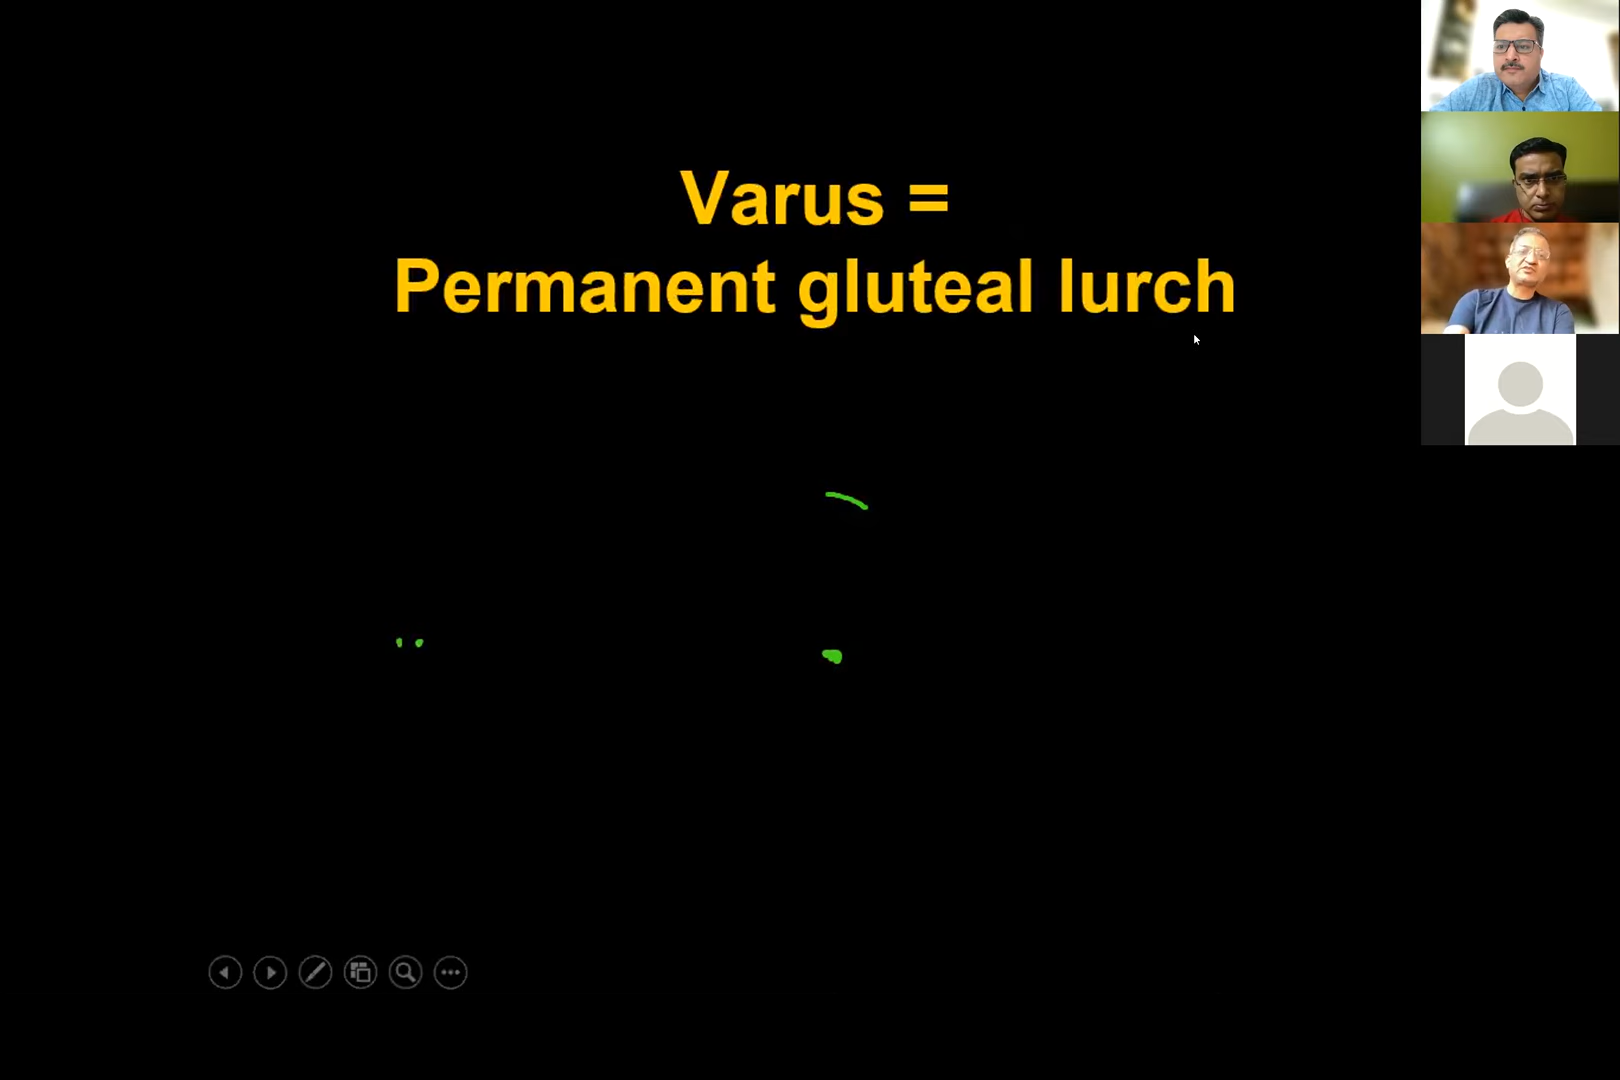 Varus =
Permanent gluteal lurch